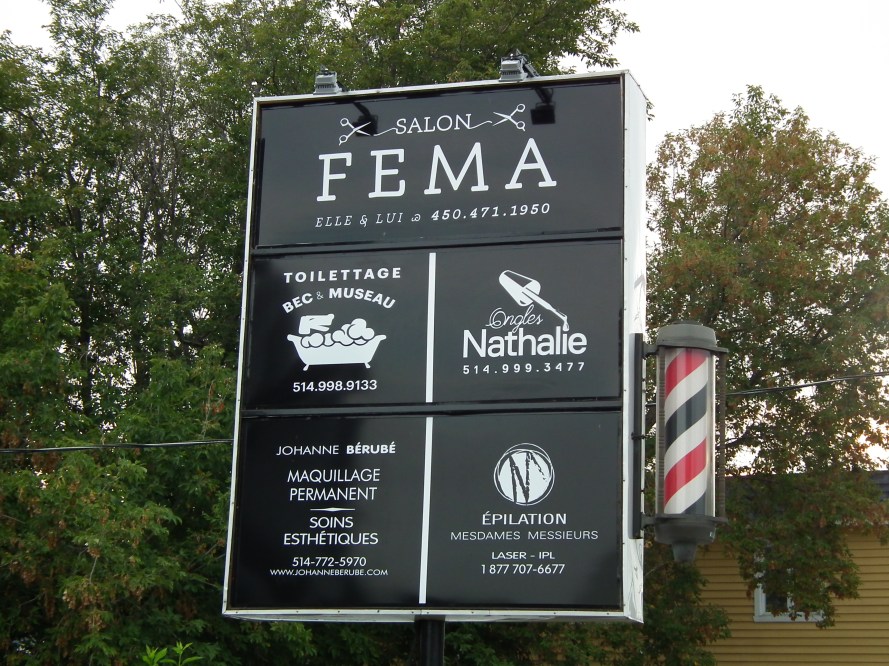 SALON
FEMA
ELLE & LUI @ 450.471.1950
TOILETTAGE
BEC & MUSEAU
514.998.9133
Ongles
Nathalie
514.999.3477
JOHANNE BÉRUBÉ
MAQUILLAGE
PERMANENT
SOINS
ESTHÉTIQUES
514-772-5970
WWW.JOHANNEBERUBE.COM
N
ÉPILATION
MESDAMES MESSIEURS
LASER - IPL
1 877 707-6677